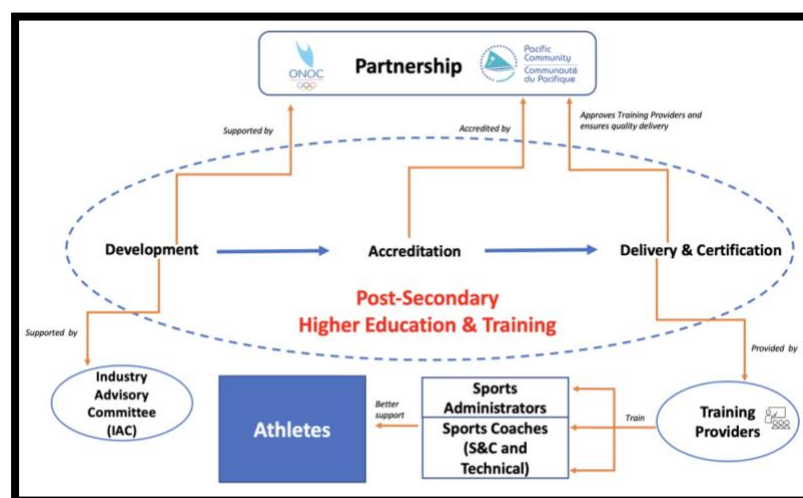 ONOC
Partnership
Pacific
Community
Communauté
du Pacifique
Supported by
Accredited by
Approves Training Providers and
ensures quality delivery
Development
Accreditation
Delivery & Certification
Post-Secondary
Higher Education & Training
Supported by
Provided by
Industry
Advisory
Committee
(IAC)
Athletes
Better
support
Sports
Administrators
Sports Coaches
(S&C and
Technical)
Train
Training
Providers